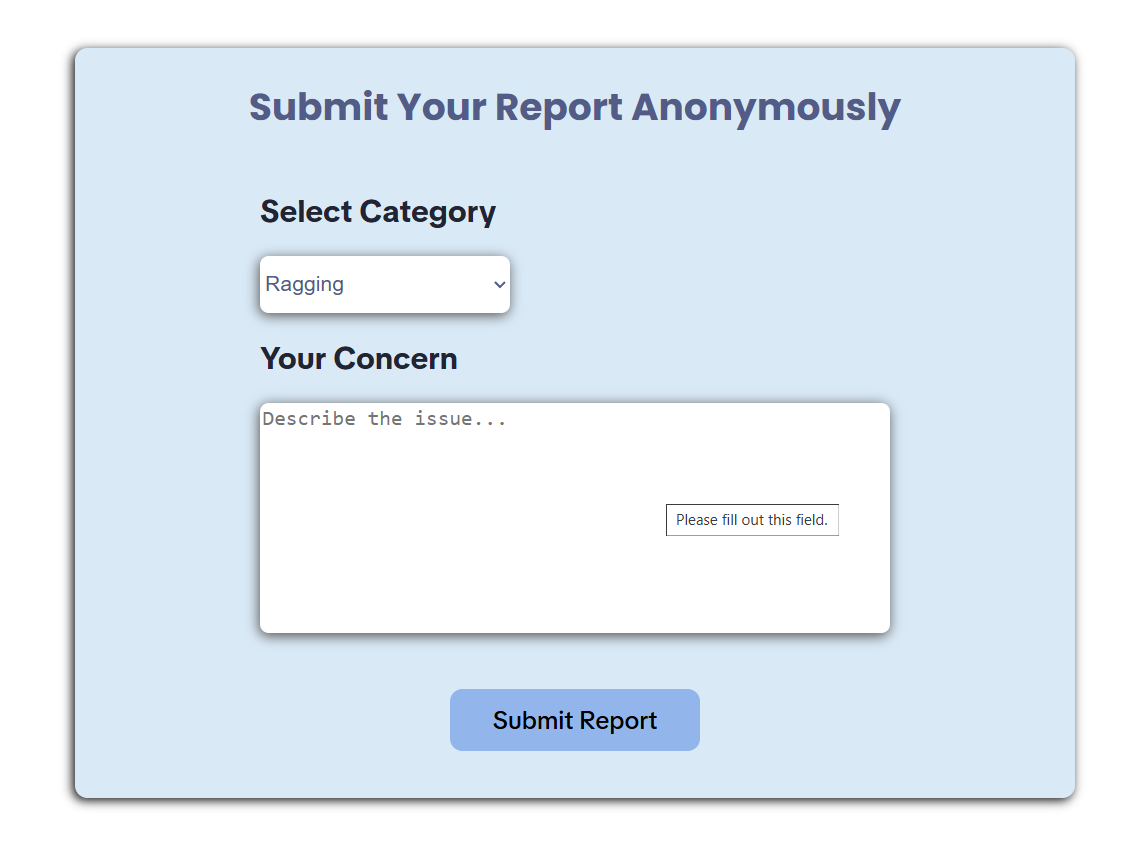 Submit Your Report Anonymously
Select Category
Ragging
Your Concern
Describe the issue...
Please fill out this field.
Submit Report